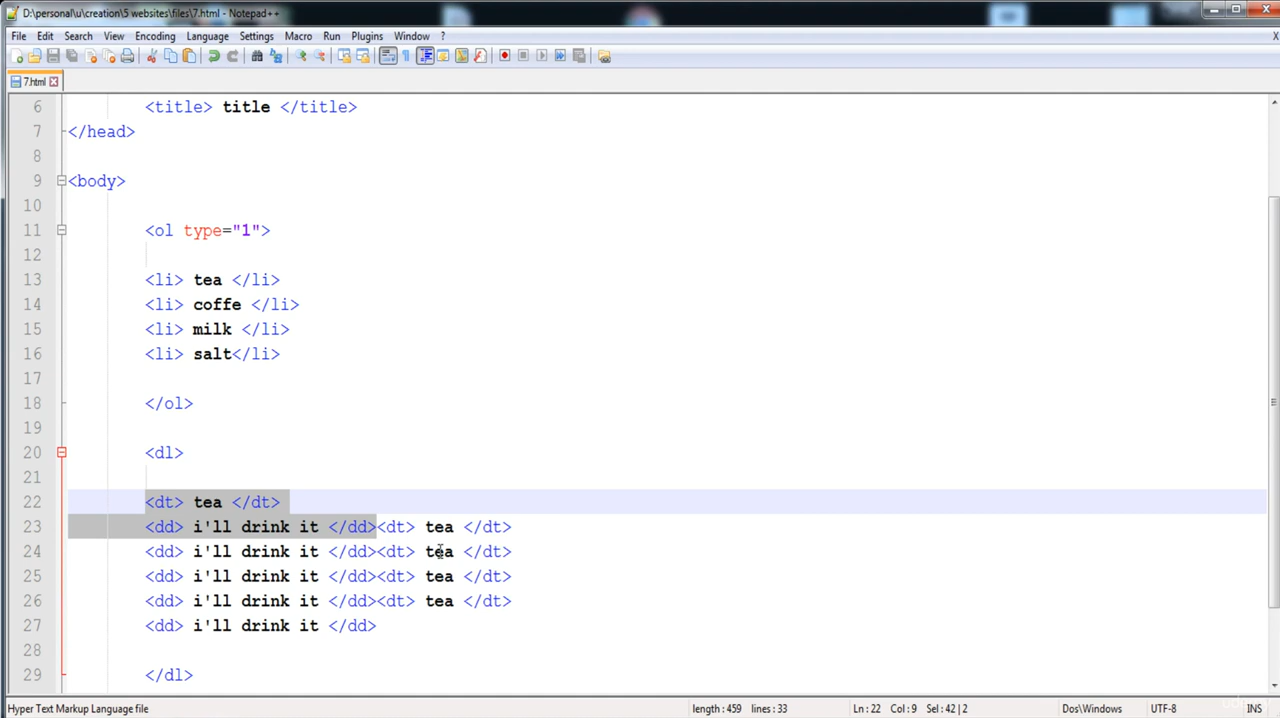 D:\personal\u\creation\5 websites\files\7.html - Notepad++
File Edit Search View Encoding Language Settings Macro Run Plugins Window ? X
7.html
6 <title> title </title>
7 </head>
8
9 <body>
10
11 <ol type="1">
12
13 <li> tea </li>
14 <li> coffe </li>
15 <li> milk </li>
16 <li> salt</li>
17
18 </ol>
19
20 <dl>
21
22 <dt> tea </dt>
23 <dd> i'll drink it </dd><dt> tea </dt>
24 <dd> i'll drink it </dd><dt> tea </dt>
25 <dd> i'll drink it </dd><dt> tea </dt>
26 <dd> i'll drink it </dd><dt> tea </dt>
27 <dd> i'll drink it </dd>
28
29 </dl>
Hyper Text Markup Language file length : 459 lines : 33 Ln : 22 Col : 9 Sel : 42 | 2 Dos\Windows UTF-8 INS